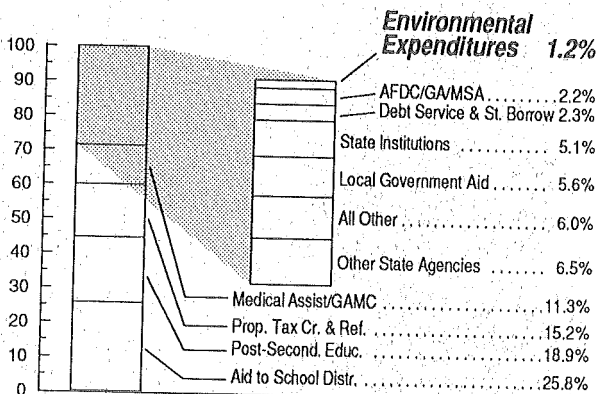 Environmental
Expenditures 1.2%
100
90
80
70
60
50
40
30
20
10
0
AFDC/GA/MSA........ 2.2%
Debt Service & St. Borrow 2.3%
State Institutions ............ 5.1%
Local Government Aid ....... 5.6%
All Other .................. 6.0%
Other State Agencies ........ 6.5%
Medical Assist/GAMC ..................... 11.3%
Prop. Tax Cr. & Ref. ....................... 15.2%
Post-Second. Educ. ....................... 18.9%
Aid to School Distr. ....................... 25.8%